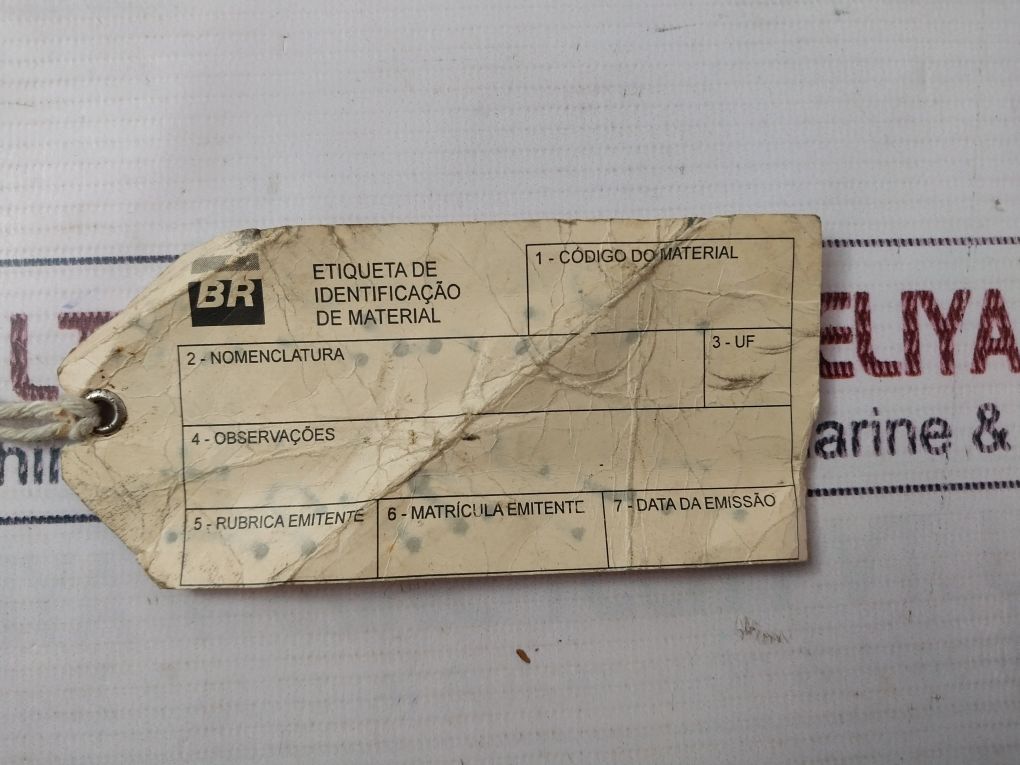 BR
ETIQUETA DE
IDENTIFICAÇÃO
DE MATERIAL
1 - CÓDIGO DO MATERIAL
2 - NOMENCLATURA
3 - UF
4 - OBSERVAÇÕES
5 - RUBRICA EMITENTE
6 - MATRÍCULA EMITENTE
7 - DATA DA EMISSÃO
ELIYA
arine &